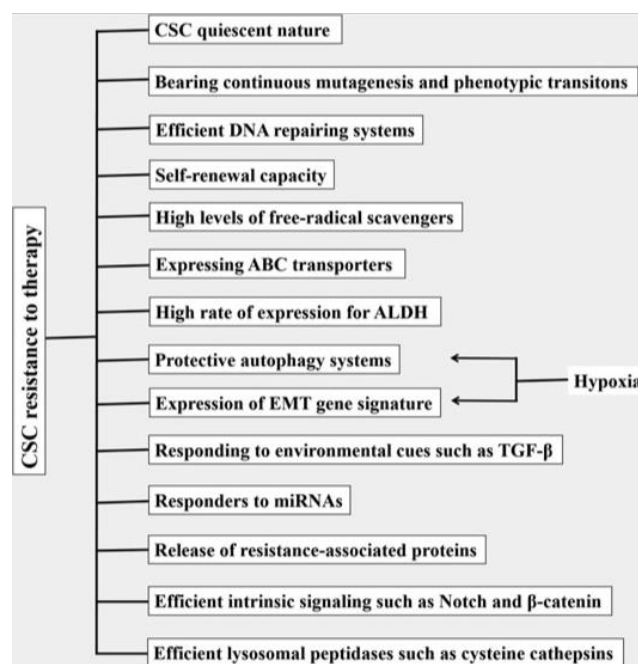 CSC quiescent nature
Bearing continuous mutagenesis and phenotypic transitons
Efficient DNA repairing systems
Self-renewal capacity
High levels of free-radical scavengers
Expressing ABC transporters
High rate of expression for ALDH
CSC resistance to therapy
Protective autophagy systems
Hypoxia
Expression of EMT gene signature
Responding to environmental cues such as TGF-β
Responders to miRNAs
Release of resistance-associated proteins
Efficient intrinsic signaling such as Notch and β-catenin
Efficient lysosomal peptidases such as cysteine cathepsins